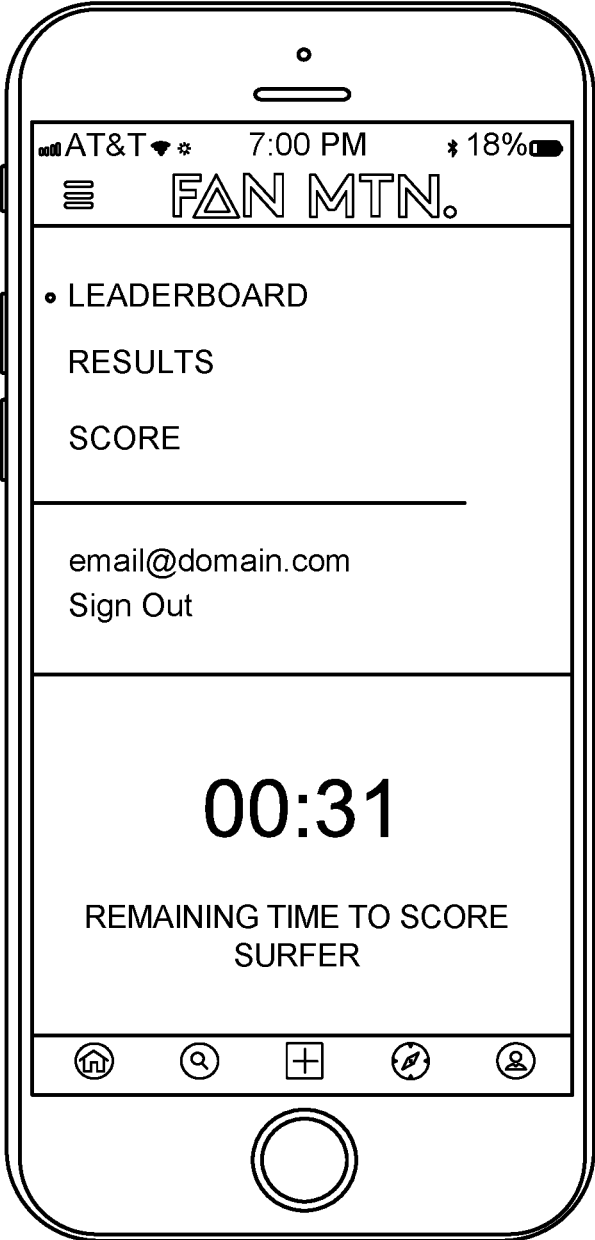 AT&T 7:00 PM 18%
FAN MTN.
LEADERBOARD
RESULTS
SCORE
email@domain.com
Sign Out
00:31
REMAINING TIME TO SCORE
SURFER